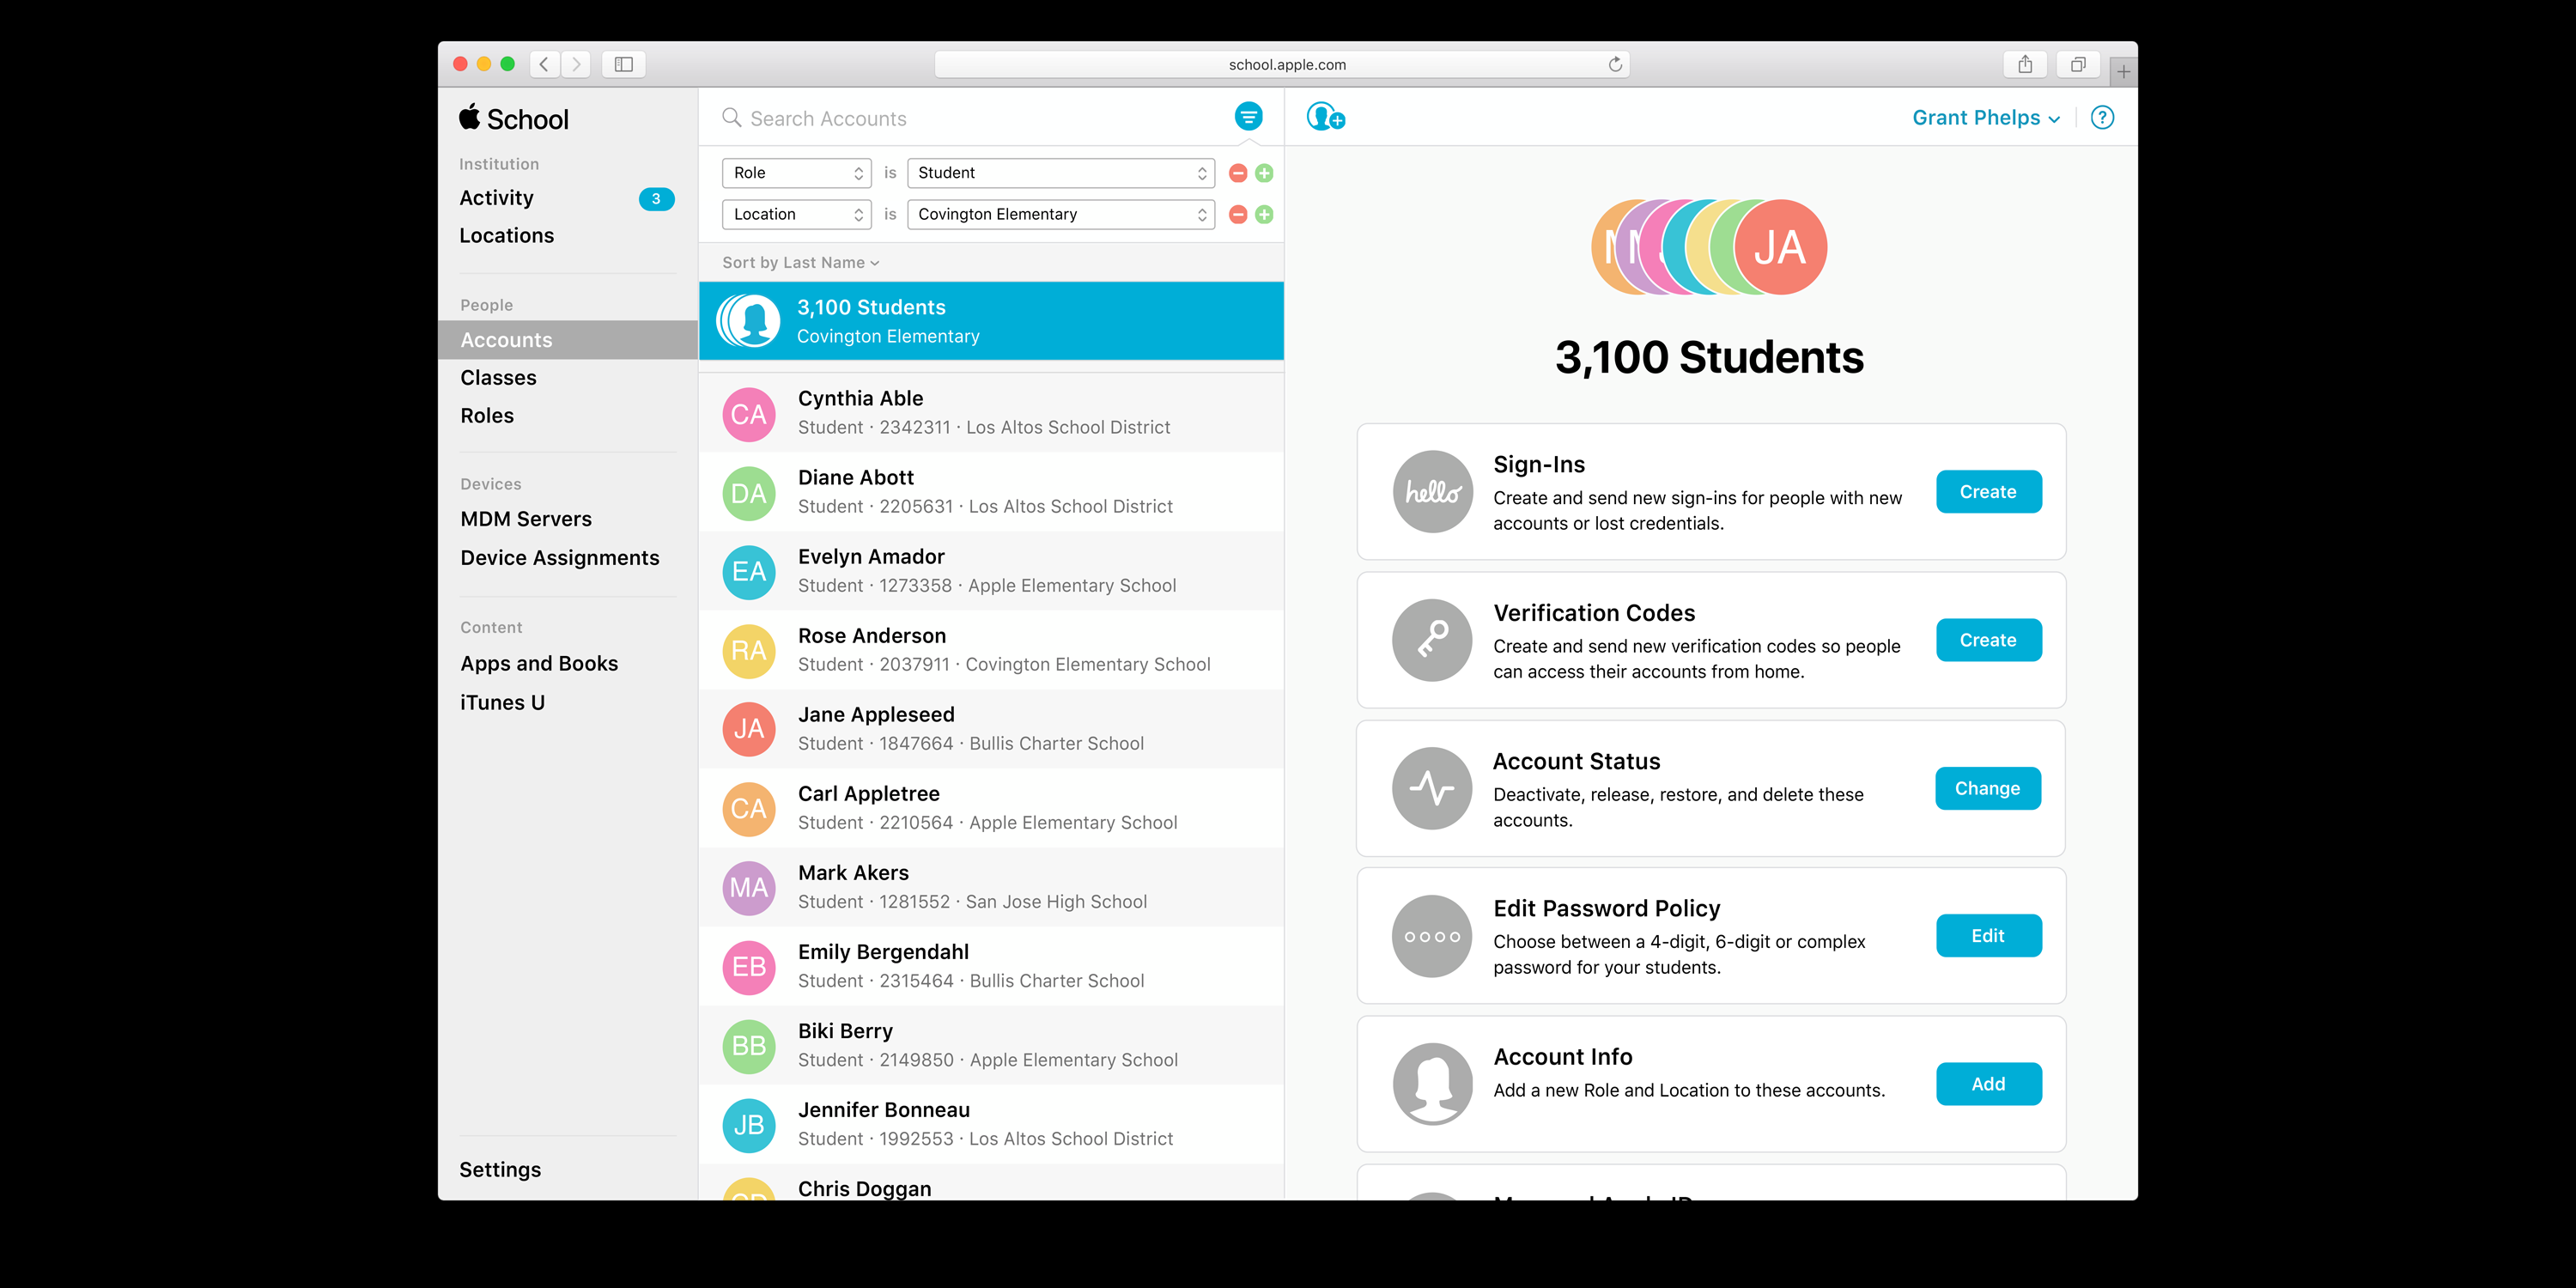 school.apple.com
School
Institution
Activity 3
Locations
People
Accounts
Classes
Roles
Devices
MDM Servers
Device Assignments
Content
Apps and Books
iTunes U
Settings
Search Accounts
Role is Student
Location is Covington Elementary
Sort by Last Name
3,100 Students
Covington Elementary
CA Cynthia Able
Student · 2342311 · Los Altos School District
DA Diane Abott
Student · 2205631 · Los Altos School District
EA Evelyn Amador
Student · 1273358 · Apple Elementary School
RA Rose Anderson
Student · 2037911 · Covington Elementary School
JA Jane Appleseed
Student · 1847664 · Bullis Charter School
CA Carl Appletree
Student · 2210564 · Apple Elementary School
MA Mark Akers
Student · 1281552 · San Jose High School
EB Emily Bergendahl
Student · 2315464 · Bullis Charter School
BB Biki Berry
Student · 2149850 · Apple Elementary School
JB Jennifer Bonneau
Student · 1992553 · Los Altos School District
Chris Doggan
Grant Phelps
?
JA
3,100 Students
hello
Sign-Ins
Create and send new sign-ins for people with new
accounts or lost credentials.
Create
Verification Codes
Create and send new verification codes so people
can access their accounts from home.
Create
Account Status
Deactivate, release, restore, and delete these
accounts.
Change
Edit Password Policy
Choose between a 4-digit, 6-digit or complex
password for your students.
Edit
Account Info
Add a new Role and Location to these accounts.
Add